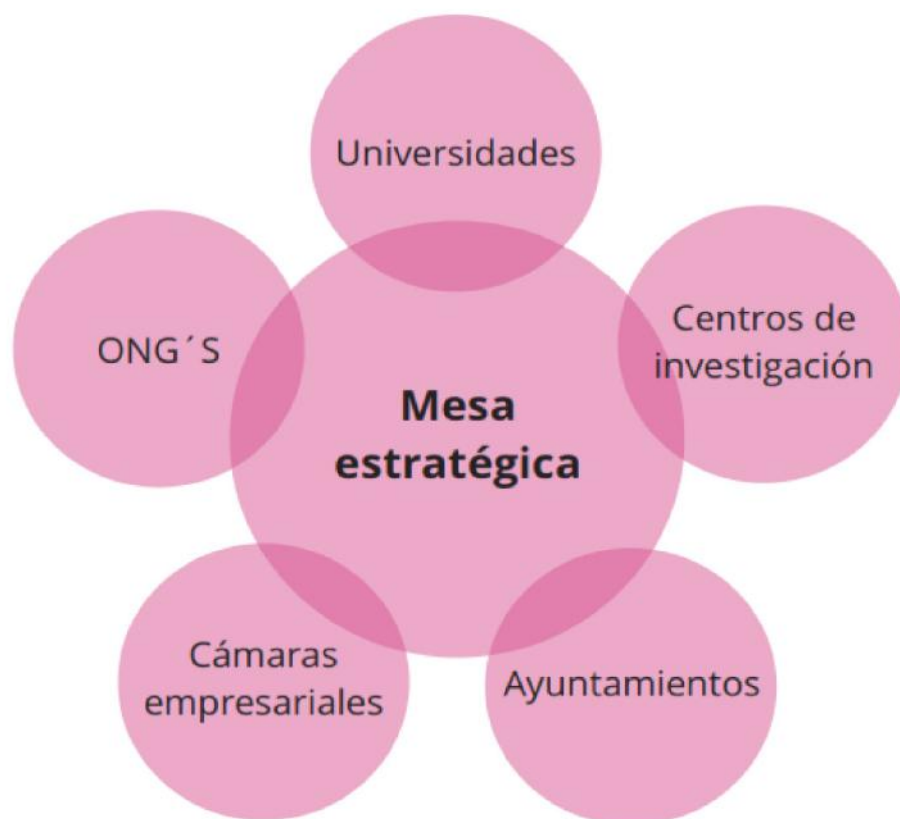 Universidades
ONG´S
Centros de
investigación
Mesa
estratégica
Cámaras
empresariales
Ayuntamientos